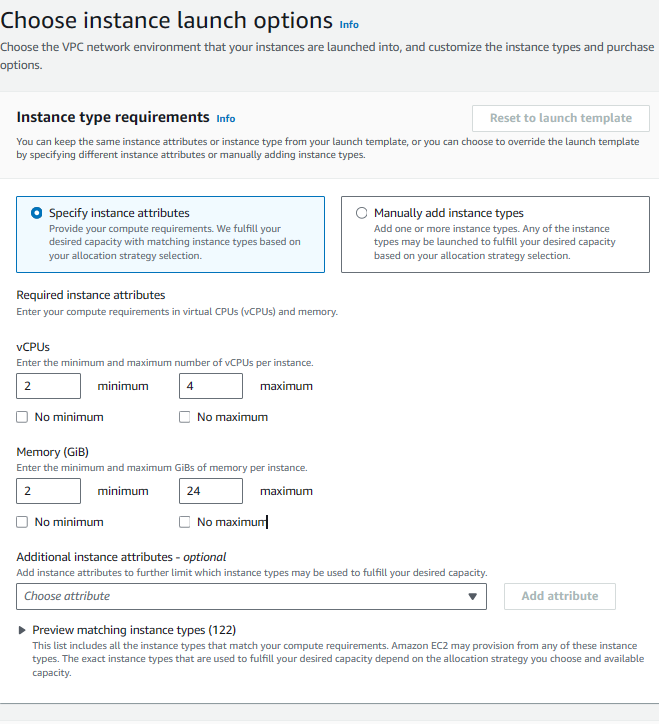 Choose instance launch options Info
Choose the VPC network environment that your instances are launched into, and customize the instance types and purchase
options.
Instance type requirements Info
Reset to launch template
You can keep the same instance attributes or instance type from your launch template, or you can choose to override the launch template
by specifying different instance attributes or manually adding instance types.
Specify instance attributes
Provide your compute requirements. We fulfill your
desired capacity with matching instance types based on
your allocation strategy selection.
Manually add instance types
Add one or more instance types. Any of the instance
types may be launched to fulfill your desired capacity
based on your allocation strategy selection.
Required instance attributes
Enter your compute requirements in virtual CPUs (vCPUs) and memory.
vCPUs
Enter the minimum and maximum number of vCPUs per instance.
2 minimum 4 maximum
No minimum No maximum
Memory (GiB)
Enter the minimum and maximum GiBs of memory per instance.
2 minimum 24 maximum
No minimum No maximum
Additional instance attributes - optional
Add instance attributes to further limit which instance types may be used to fulfill your desired capacity.
Choose attribute Add attribute
Preview matching instance types (122)
This list includes all the instance types that match your compute requirements. Amazon EC2 may provision from any of these instance
types. The exact instance types that are used to fulfill your desired capacity depend on the allocation strategy you choose and available
capacity.